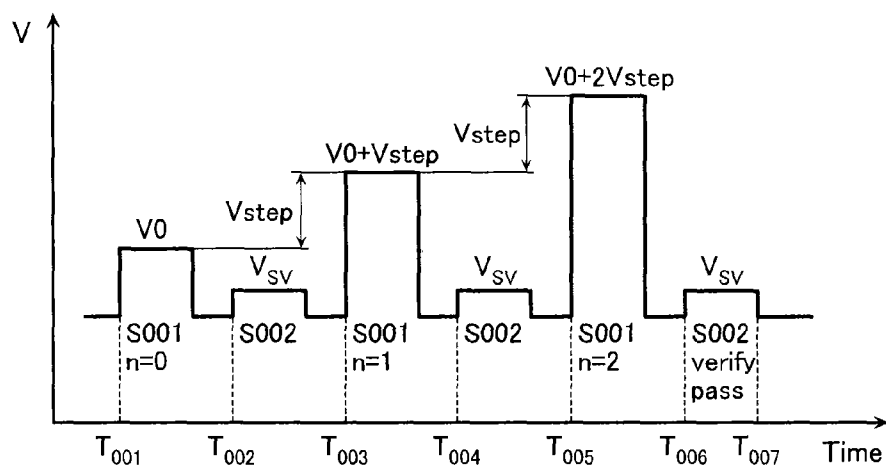 V
V0+2Vstep
Vstep
V0+Vstep
Vstep
V0
VSV
VSV
VSV
S001
n=0
S002
S001
n=1
S002
S001
n=2
S002
verify
pass
T001
T002
T003
T004
T005
T006
T007
Time